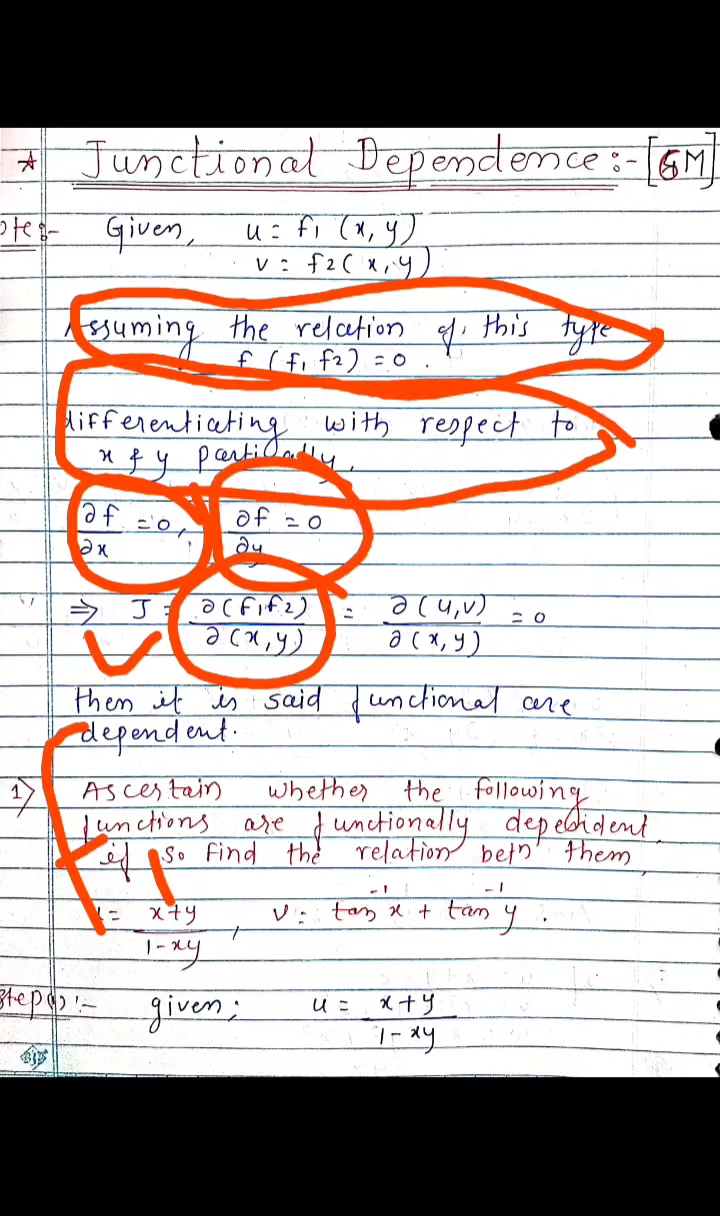 * Functional Dependence :- [6M]
ote :- Given, u = f₁ (x, y)
v = f₂ ( x, y )
Assuming the relation of this type
f ( f₁ f₂ ) = 0 .
differentiating with respect to
x & y partially,
∂f/∂x = 0, ∂f/∂y = 0
⇒ J = ∂(f₁f₂)/∂(x,y) = ∂(u,v)/∂(x,y) = 0
then it is said functional are
dependent.
1) Ascertain whether the following
functions are functionally dependent
if so find the relation betn them
= x+y/1-xy , v = tan⁻¹ x + tan⁻¹ y .
step(1) :- given ; u = x+y/1-xy